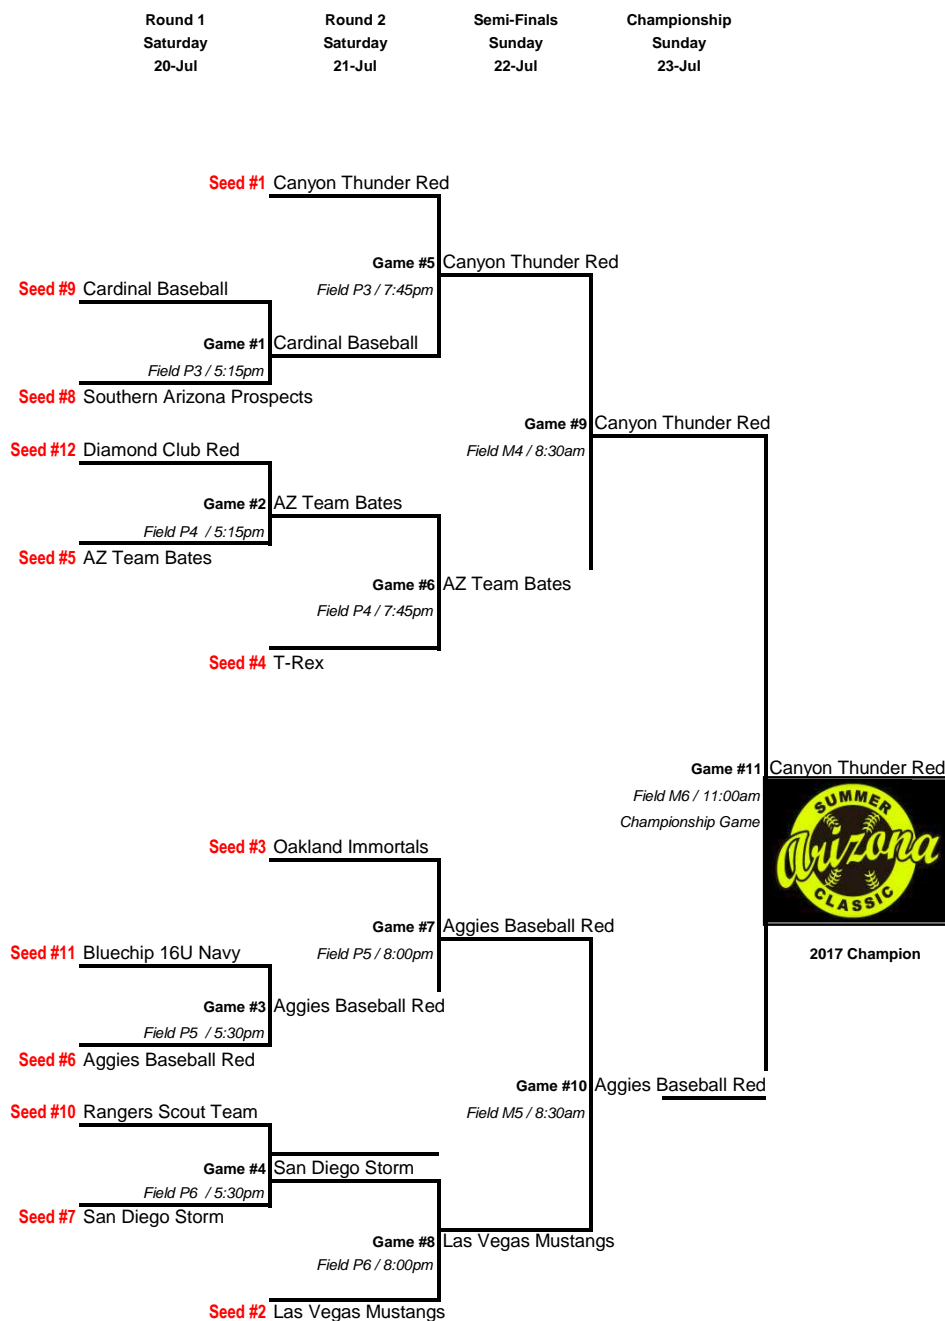 Round 1 Round 2 Semi-Finals Championship
Saturday Saturday Sunday Sunday
20-Jul 21-Jul 22-Jul 23-Jul
Seed #1 Canyon Thunder Red
Game #5 Canyon Thunder Red
Seed #9 Cardinal Baseball Field P3 / 7:45pm
Game #1 Cardinal Baseball
Field P3 / 5:15pm
Seed #8 Southern Arizona Prospects
Game #9 Canyon Thunder Red
Seed #12 Diamond Club Red Field M4 / 8:30am
Game #2 AZ Team Bates
Field P4 / 5:15pm
Seed #5 AZ Team Bates
Game #6 AZ Team Bates
Field P4 / 7:45pm
Seed #4 T-Rex
Game #11 Canyon Thunder Red
Field M6 / 11:00am
Championship Game
SUMMER
Arizona
CLASSIC
Seed #3 Oakland Immortals
Game #7 Aggies Baseball Red
Seed #11 Bluechip 16U Navy Field P5 / 8:00pm 2017 Champion
Game #3 Aggies Baseball Red
Field P5 / 5:30pm
Seed #6 Aggies Baseball Red
Game #10 Aggies Baseball Red
Seed #10 Rangers Scout Team Field M5 / 8:30am
Game #4 San Diego Storm
Field P6 / 5:30pm
Seed #7 San Diego Storm
Game #8 Las Vegas Mustangs
Field P6 / 8:00pm
Seed #2 Las Vegas Mustangs